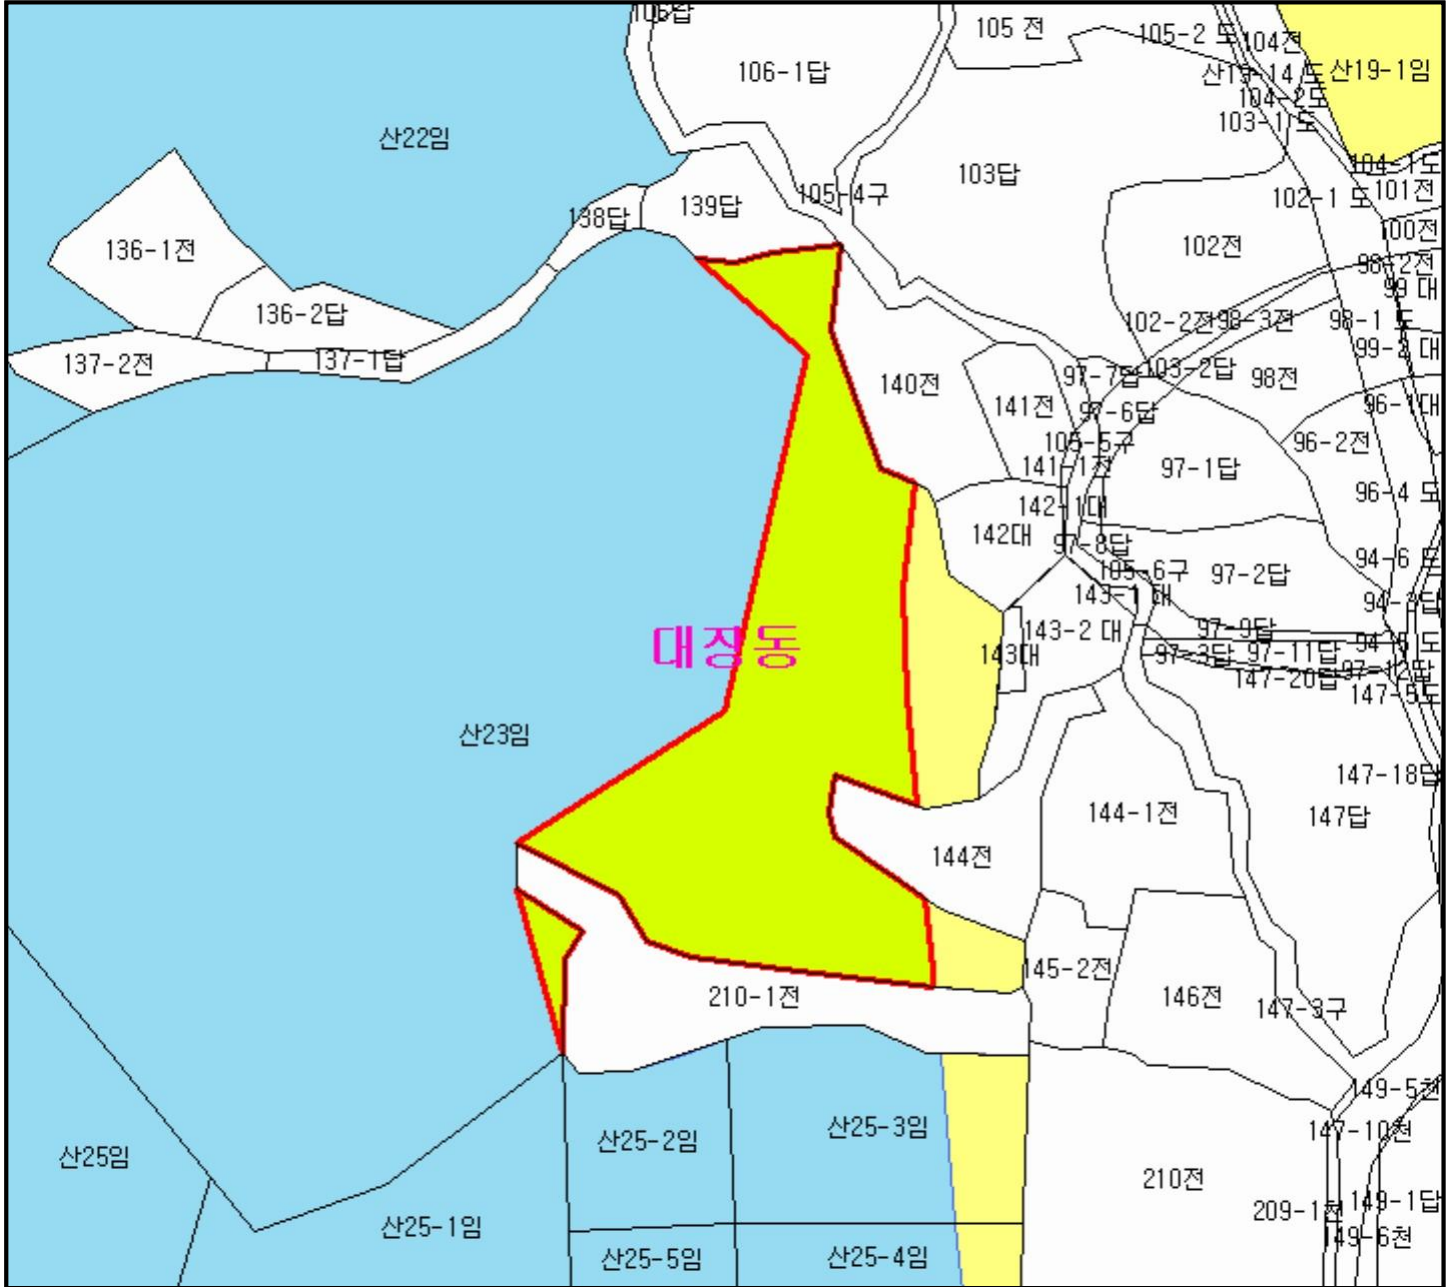 106답
105 전
105-2 도
104전
106-1답
산19-14 도
산19-1임
104-2도
103-1도
산22임
104-1도
103답
105-4구
102-1 도
101전
139답
138답
100전
136-1전
102전
98-2전
99 대
136-2답
102-2전
98-3전
98-1 도
99-2 대
137-2전
137-1답
97-7답
103-2답
98전
140전
141전
97-6답
96-1대
105-5구
96-2전
141-1전
97-1답
96-4 도
142-1대
142대
97-8답
94-6 도
105-6구
97-2답
143-1 대
143-2 대
97-9답
대장동
143대
97-3답
97-11답
97-12답
147-20답
147-5도
산23임
147-18답
144-1전
147답
144전
145-2전
210-1전
146전
147-3구
149-5천
산25-3임
147-10천
산25-2임
산25임
210전
149-1답
209-1전
산25-1임
149-6천
산25-5임
산25-4임